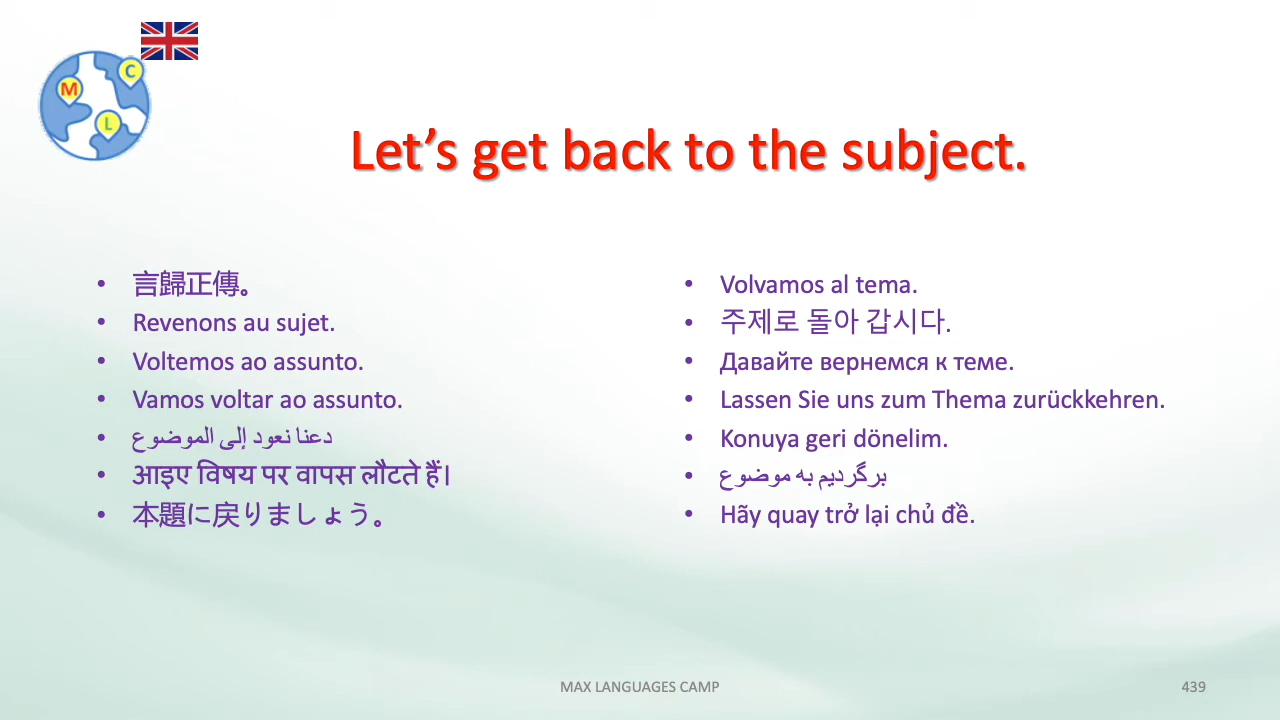 M
C
L
Let’s get back to the subject.
• 言歸正傳。
• Revenons au sujet.
• Voltemos ao assunto.
• Vamos voltar ao assunto.
• دعنا نعود إلى الموضوع
• आइए विषय पर वापस लौटते हैं।
• 本題に戻りましょう。
• Volvamos al tema.
• 주제로 돌아 갑시다.
• Давайте вернемся к теме.
• Lassen Sie uns zum Thema zurückkehren.
• Konuya geri dönelim.
• برگردیم به موضوع
• Hãy quay trở lại chủ đề.
MAX LANGUAGES CAMP
439